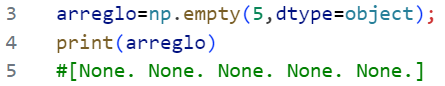 3 arreglo=np.empty(5,dtype=object);
4 print(arreglo)
5 #[None. None. None. None. None.]